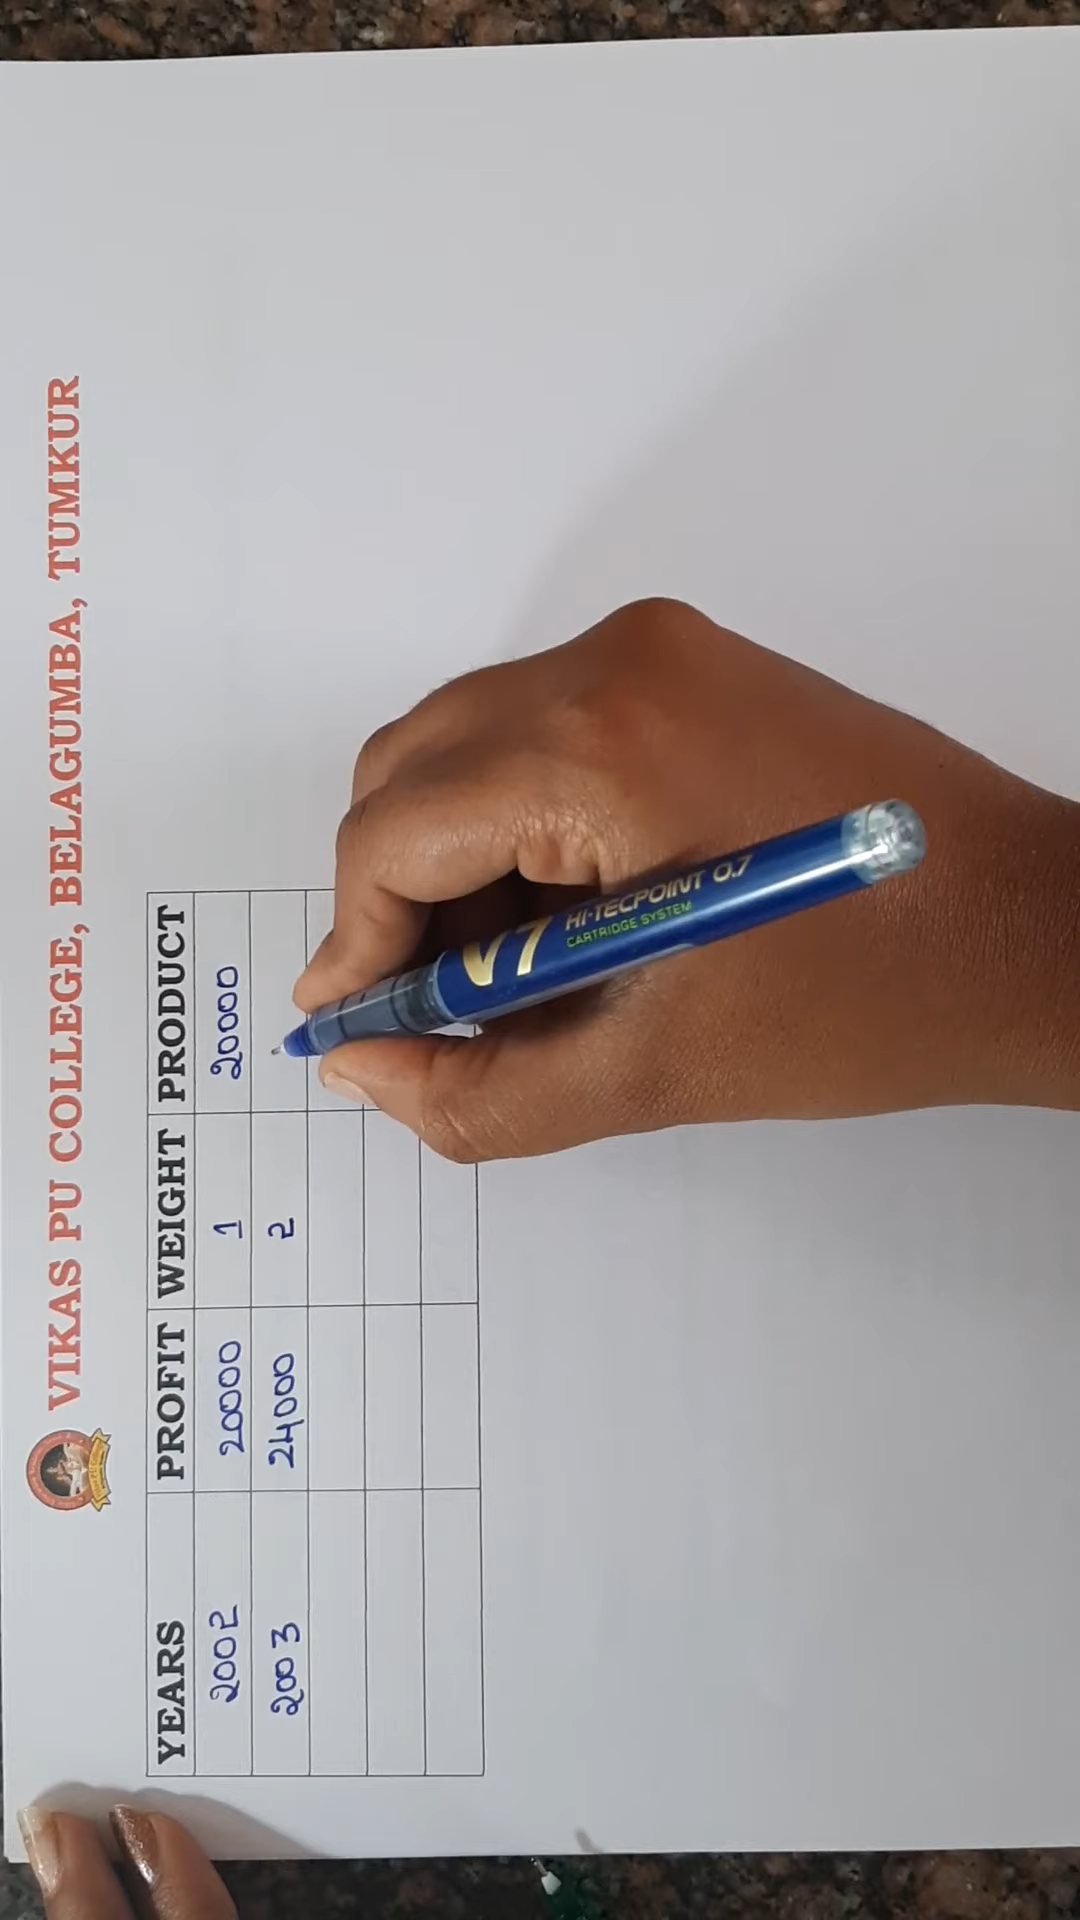 VIKAS PU COLLEGE, BELAGUMBA, TUMKUR
YEARS PROFIT WEIGHT PRODUCT
2002 20000 1 20000
2003 24000 2
V7 HI-TECPOINT 0.7
CARTRIDGE SYSTEM